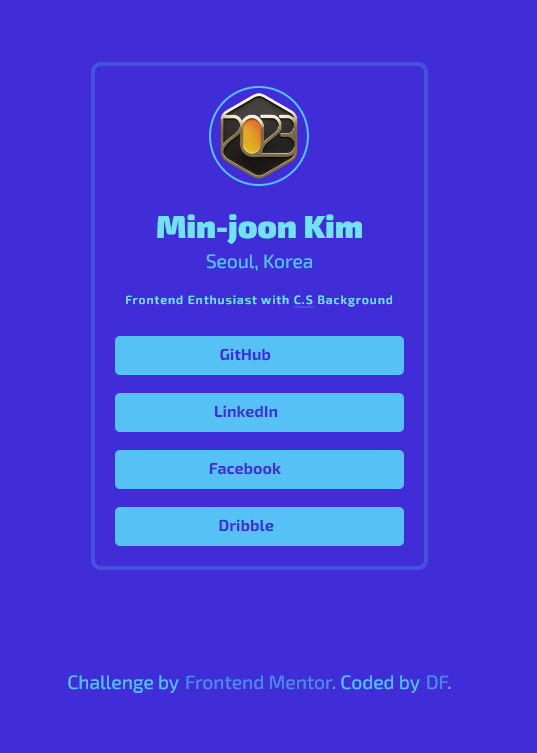 2023
Min-joon Kim
Seoul, Korea
Frontend Enthusiast with C.S Background
GitHub
LinkedIn
Facebook
Dribble
Challenge by Frontend Mentor. Coded by DF.